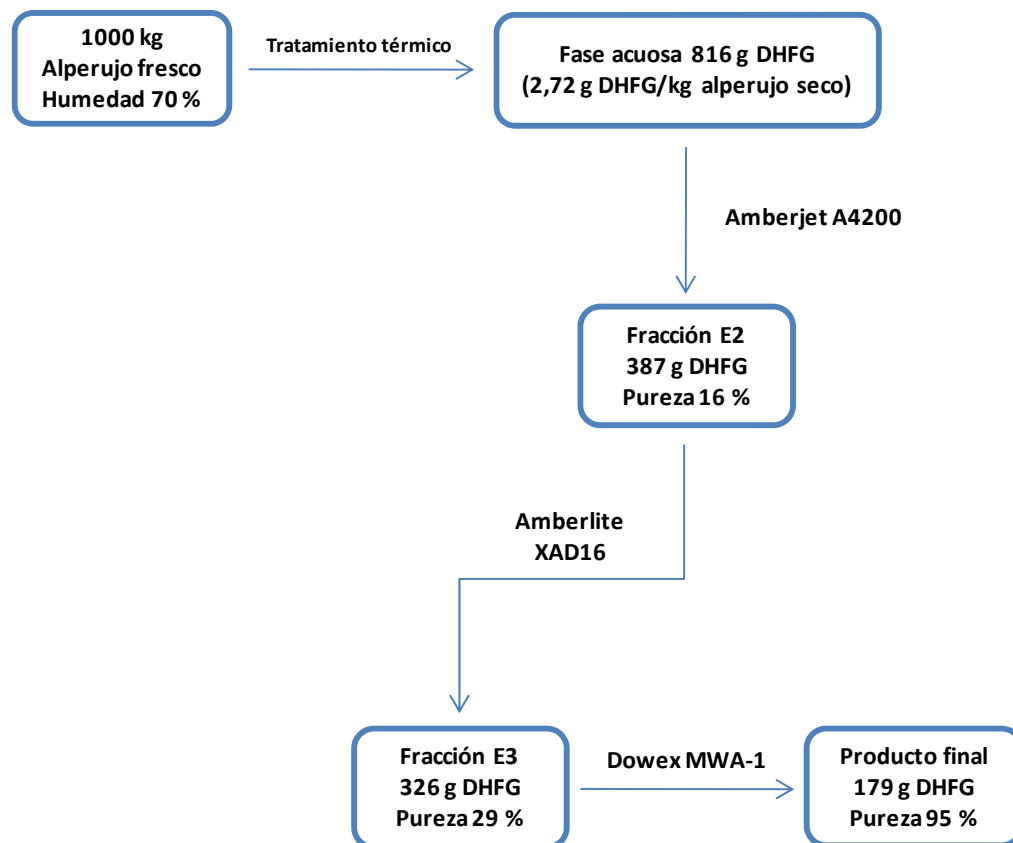 1000 kg
Alperujo fresco
Humedad 70 %
Tratamiento térmico
Fase acuosa 816 g DHFG
(2,72 g DHFG/kg alperujo seco)
Amberjet A4200
Fracción E2
387 g DHFG
Pureza 16 %
Amberlite
XAD16
Fracción E3
326 g DHFG
Pureza 29 %
Dowex MWA-1
Producto final
179 g DHFG
Pureza 95 %